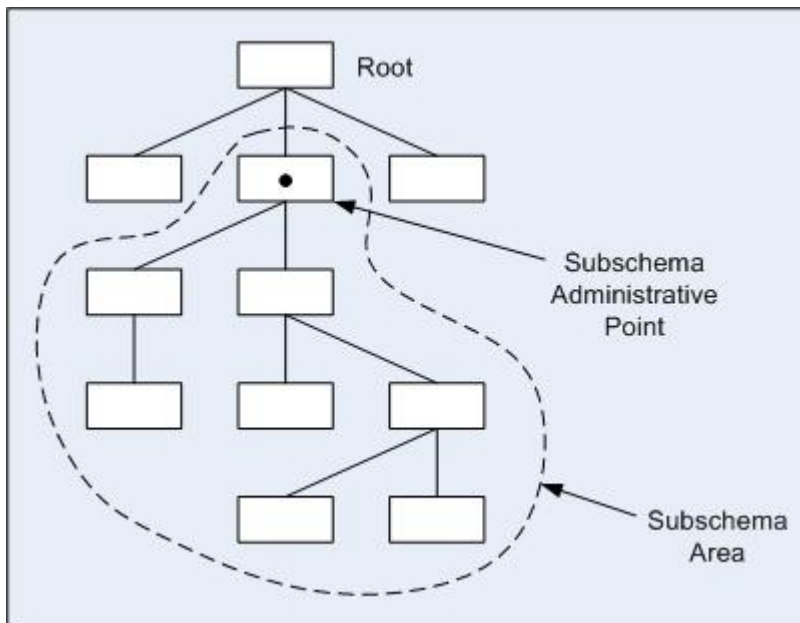 Root
Subschema
Administrative
Point
Subschema
Area